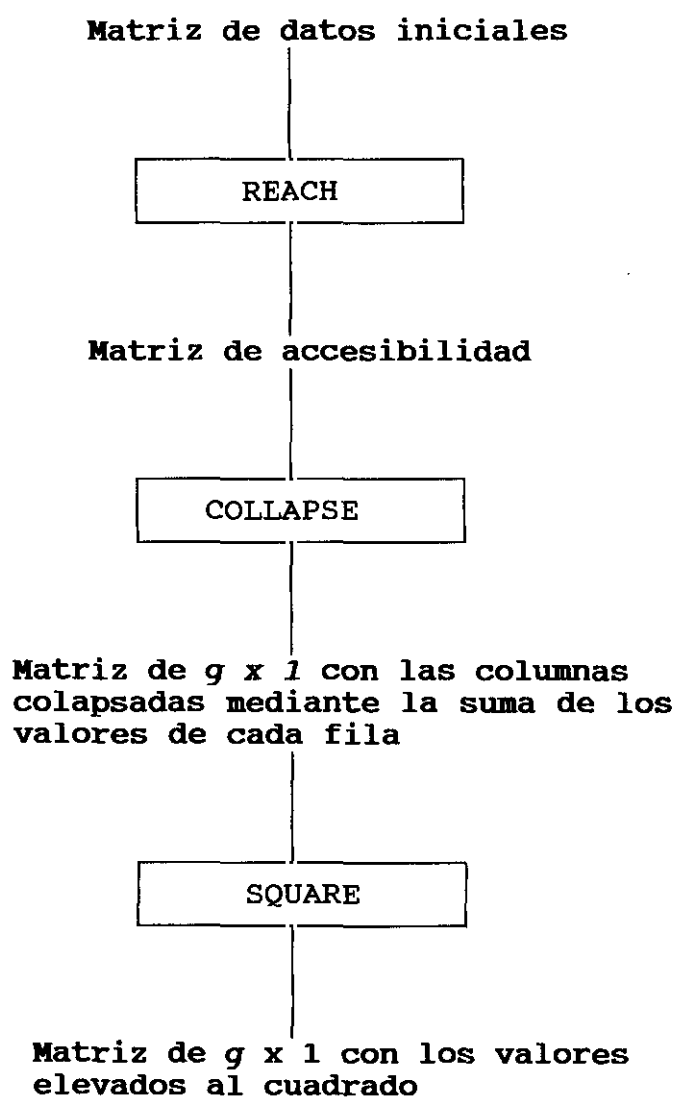 Matriz de datos iniciales
REACH
Matriz de accesibilidad
COLLAPSE
Matriz de g x 1 con las columnas
colapsadas mediante la suma de los
valores de cada fila
SQUARE
Matriz de g x 1 con los valores
elevados al cuadrado